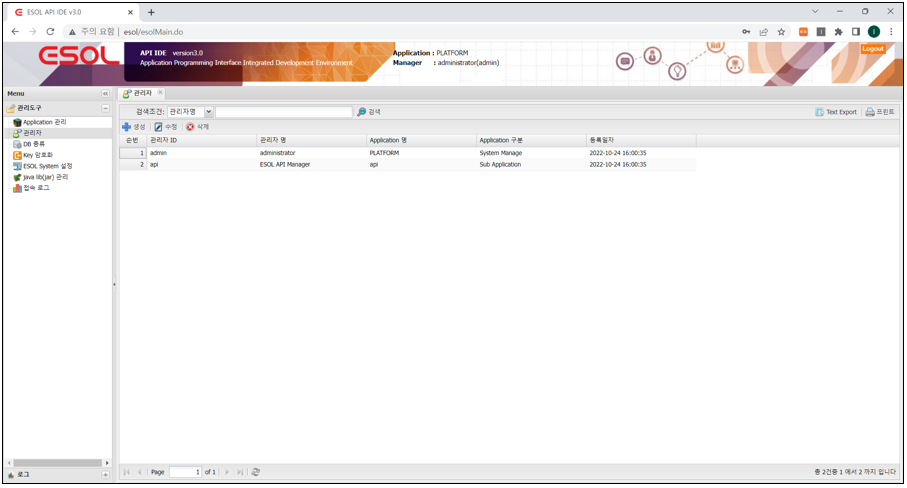 ESOL API IDE v3.0
주의 요함 | esol/esolMain.do
ESOL
API IDE version3.0
Application Programming Interface Integrated Development Environment
Application : PLATFORM
Manager : administrator(admin)
Logout
Menu
관리도구
Application 관리
관리자
DB 종류
Key 암호화
ESOL System 설정
java lib(jar) 관리
접속 로그
로그
관리자
검색조건: 관리자명 검색
Text Export 프린트
생성 수정 삭제
순번 관리자 ID 관리자 명 Application 명 Application 구분 등록일자
1 admin administrator PLATFORM System Manage 2022-10-24 16:00:35
2 api ESOL API Manager api Sub Application 2022-10-24 16:00:35
Page 1 of 1
총 2건중 1 에서 2 까지 입니다